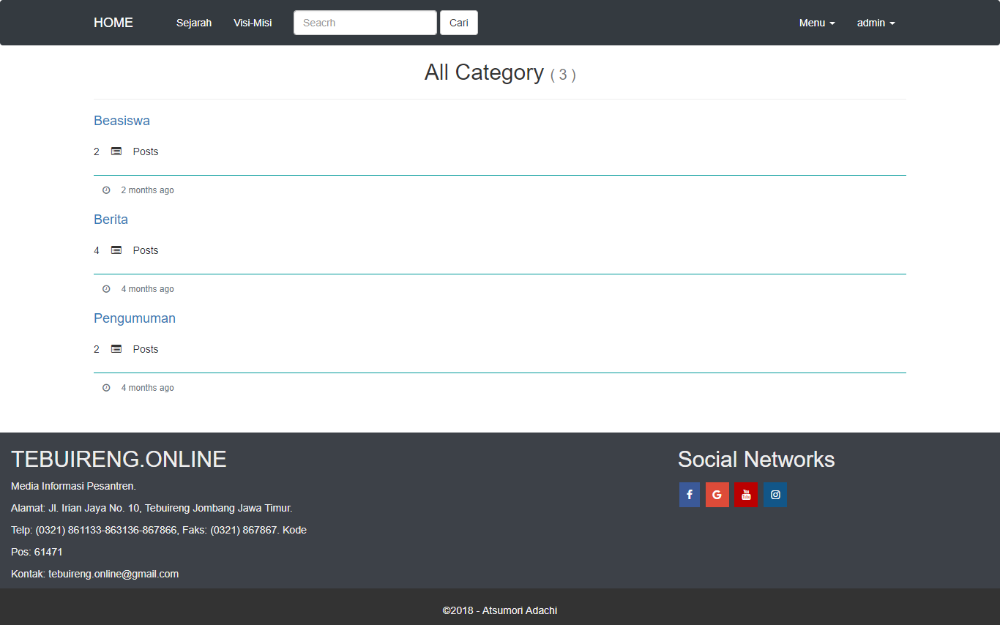 HOME Sejarah Visi-Misi Seacrh Cari Menu admin
All Category ( 3 )
Beasiswa
2 Posts
2 months ago
Berita
4 Posts
4 months ago
Pengumuman
2 Posts
4 months ago
TEBUIRENG.ONLINE
Media Informasi Pesantren.
Alamat: Jl. Irian Jaya No. 10, Tebuireng Jombang Jawa Timur.
Telp: (0321) 861133-863136-867866, Faks: (0321) 867867. Kode
Pos: 61471
Kontak: tebuireng.online@gmail.com
Social Networks
f G You Tube
©2018 - Atsumori Adachi